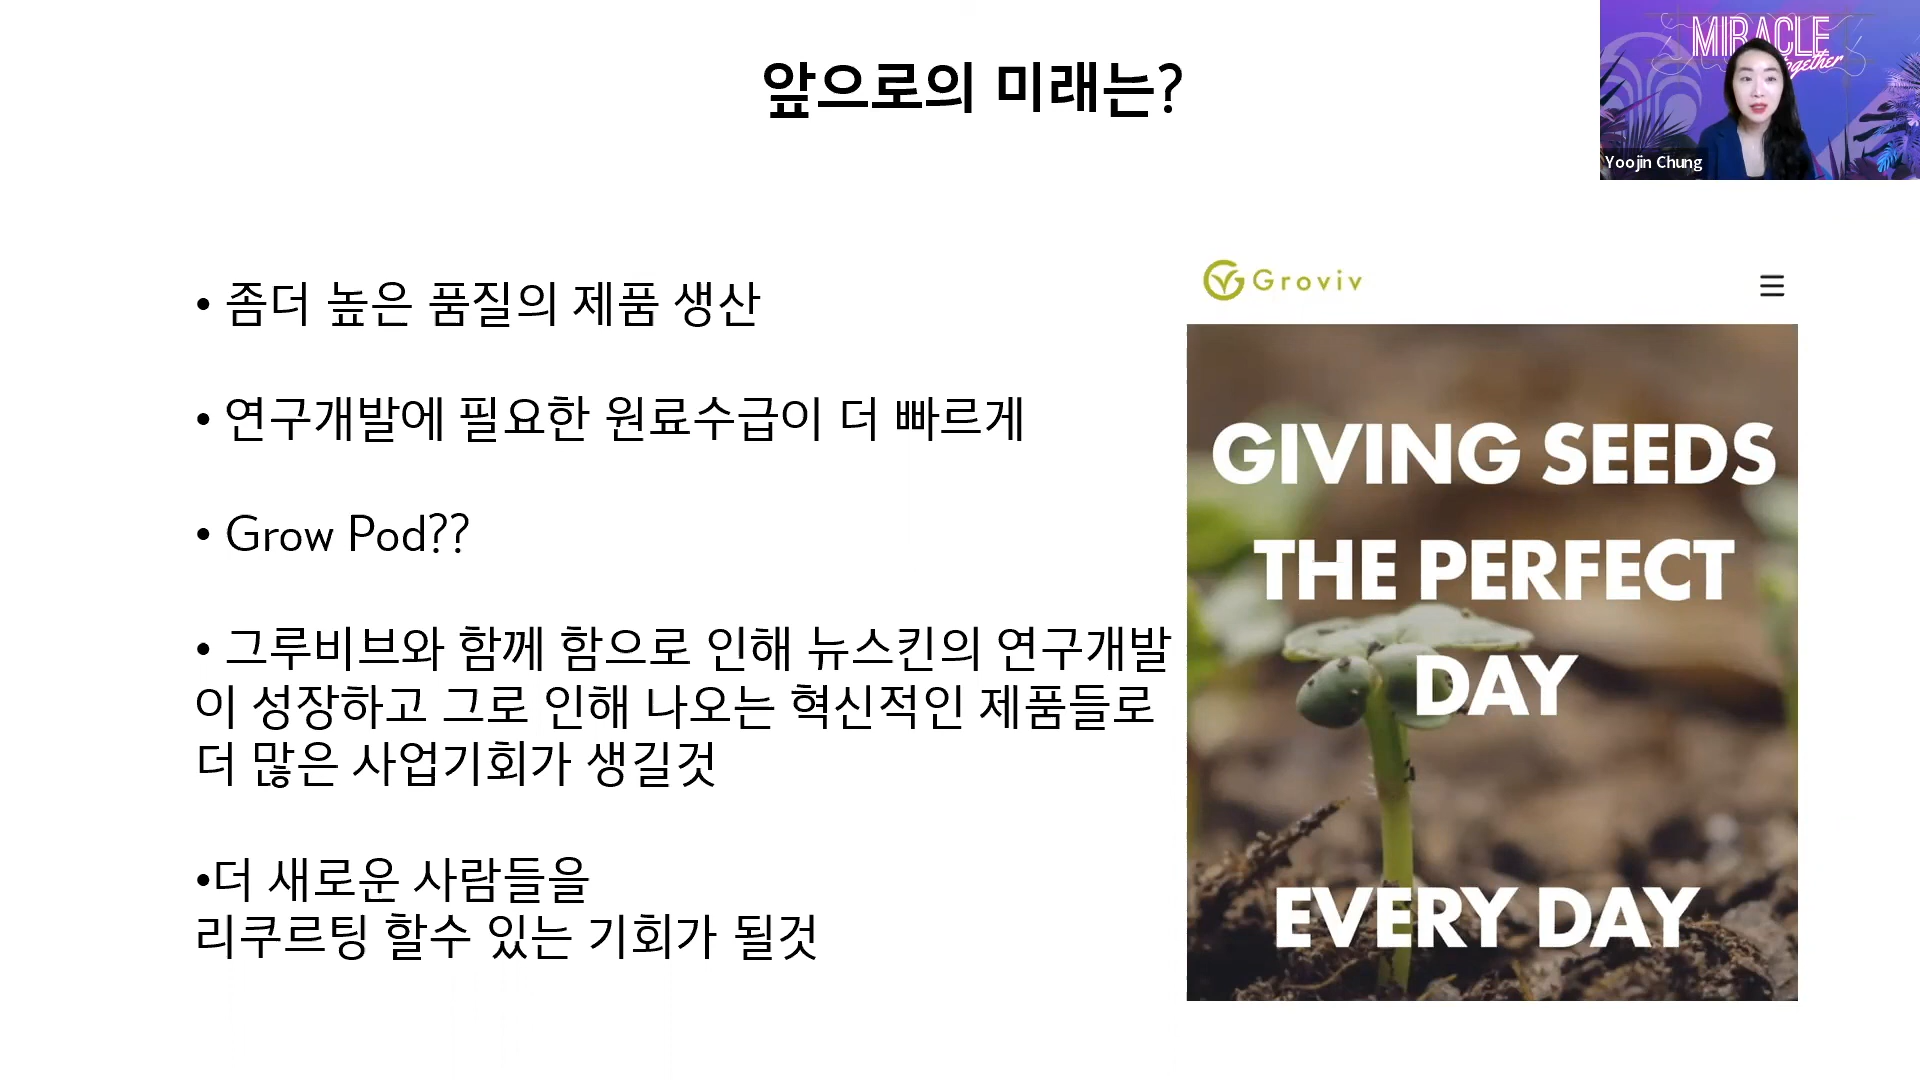 앞으로의 미래는?
MIRACLE
together
Yoojin Chung
• 좀더 높은 품질의 제품 생산
• 연구개발에 필요한 원료수급이 더 빠르게
• Grow Pod??
• 그루비브와 함께 함으로 인해 뉴스킨의 연구개발
이 성장하고 그로 인해 나오는 혁신적인 제품들로
더 많은 사업기회가 생길것
•더 새로운 사람들을
리쿠르팅 할수 있는 기회가 될것
Groviv
GIVING SEEDS
THE PERFECT
DAY
EVERY DAY